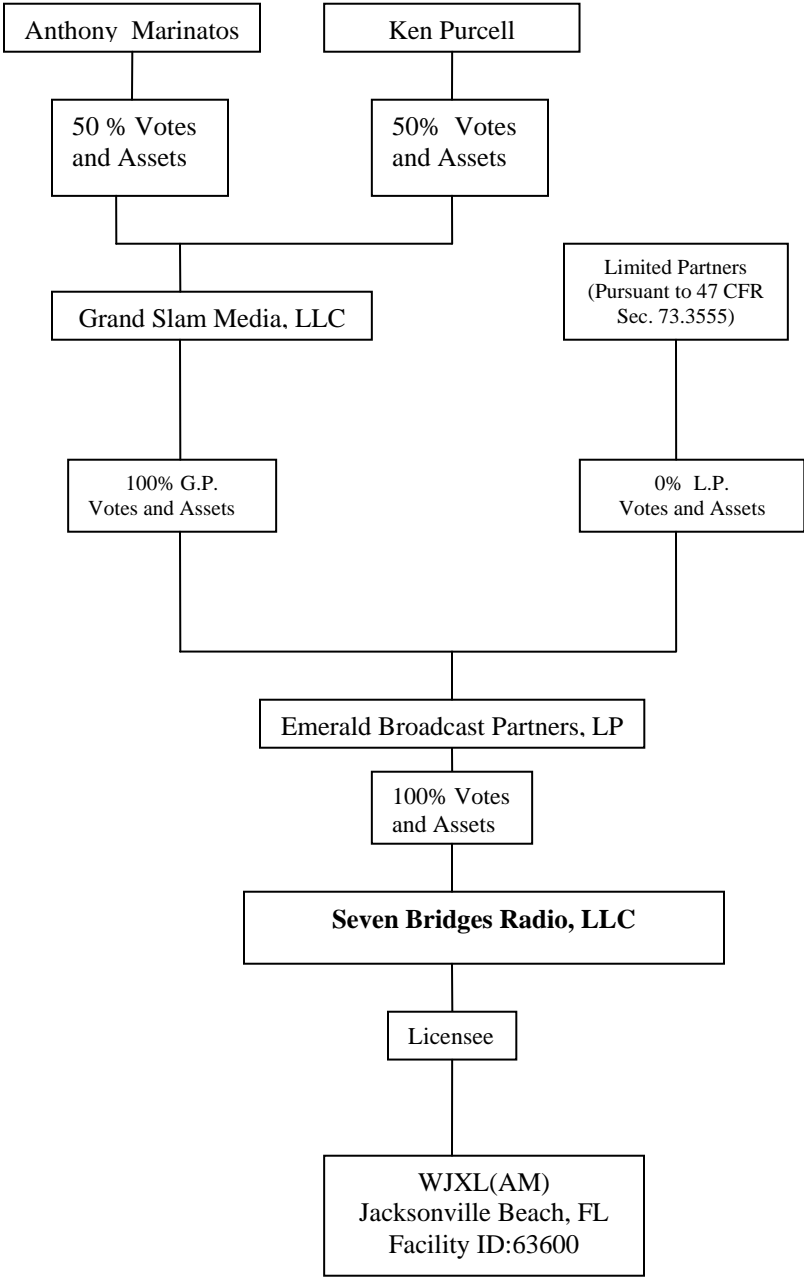 Anthony Marinatos
Ken Purcell
50 % Votes
and Assets
50% Votes
and Assets
Limited Partners
(Pursuant to 47 CFR
Sec. 73.3555)
Grand Slam Media, LLC
100% G.P.
Votes and Assets
0% L.P.
Votes and Assets
Emerald Broadcast Partners, LP
100% Votes
and Assets
Seven Bridges Radio, LLC
Licensee
WJXL(AM)
Jacksonville Beach, FL
Facility ID:63600